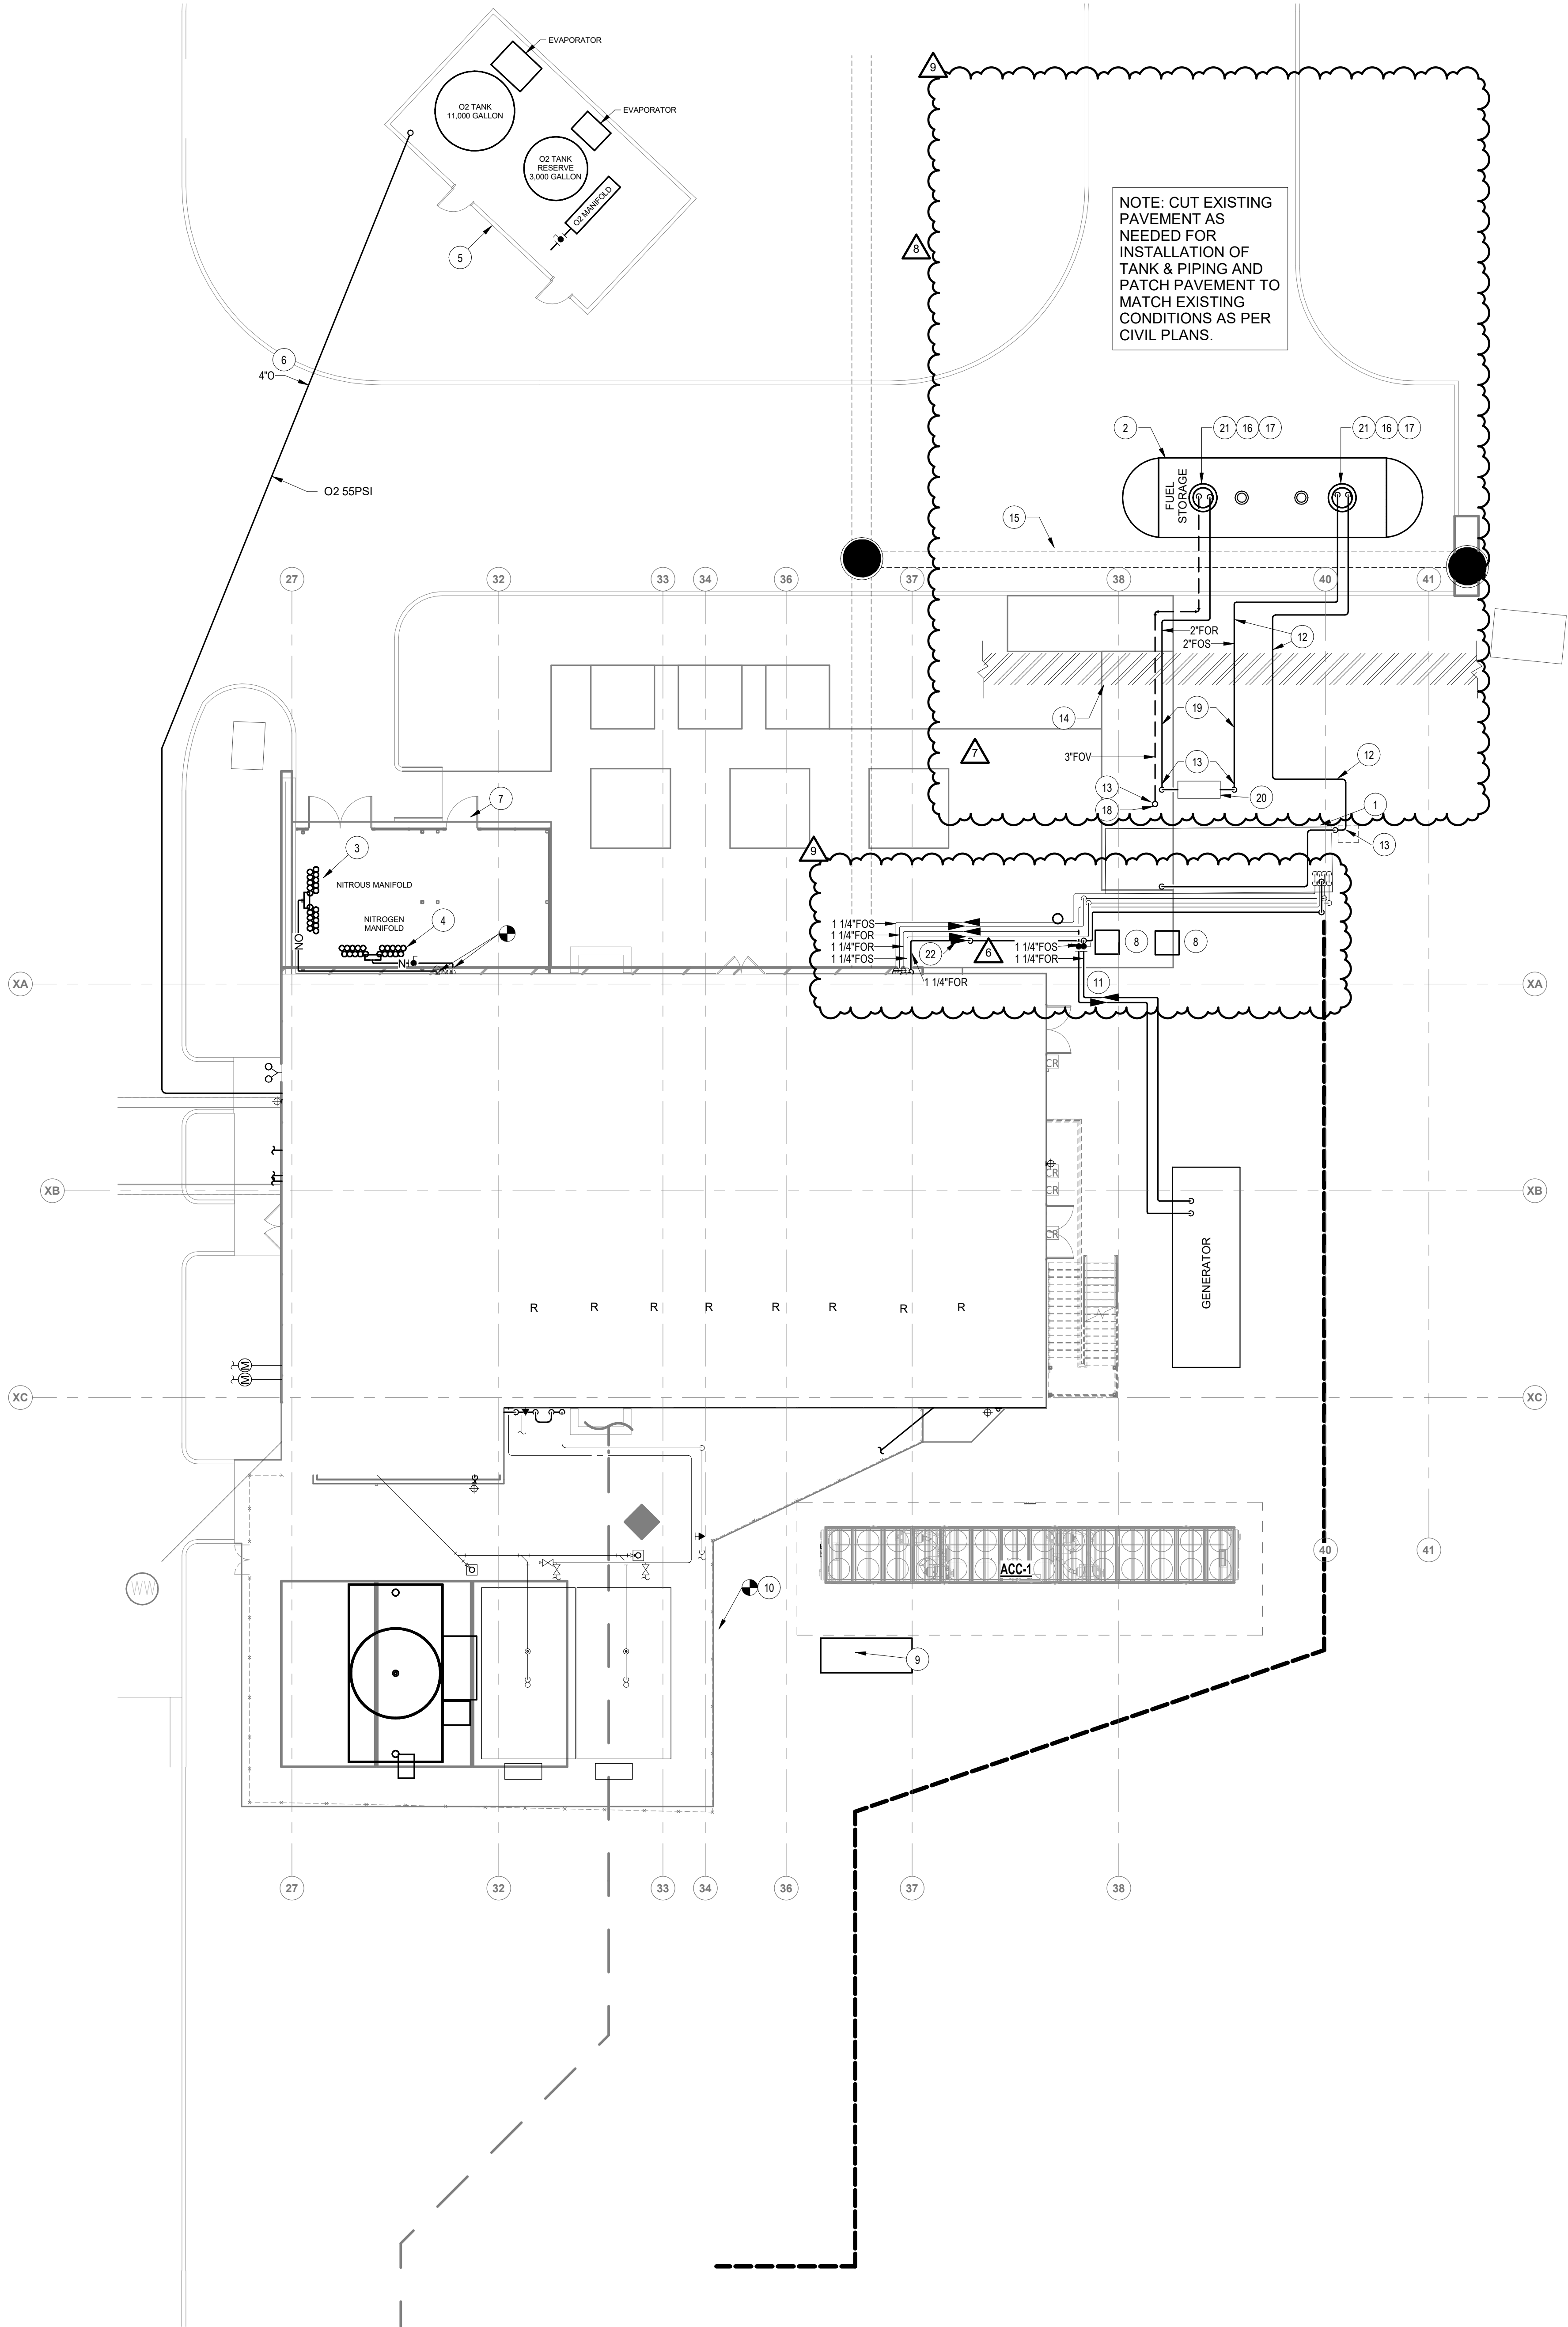 EVAPORATOR
O2 TANK
11,000 GALLON
EVAPORATOR
O2 TANK
RESERVE
3,000 GALLON
O2 MANIFOLD
5
9
8
NOTE: CUT EXISTING
PAVEMENT AS
NEEDED FOR
INSTALLATION OF
TANK & PIPING AND
PATCH PAVEMENT TO
MATCH EXISTING
CONDITIONS AS PER
CIVIL PLANS.
6
4"O
O2 55PSI
2
21 16 17
21 16 17
FUEL
STORAGE
15
27 32 33 34 36 37 38 40 41
2"FOR
2"FOS
12
14
19
7
3"FOV
12
13
13
18
20
1
13
7
3
NITROUS MANIFOLD
NITROGEN
MANIFOLD
4
NO
N
9
1 1/4"FOS
1 1/4"FOR
1 1/4"FOR
1 1/4"FOS
22
6
1 1/4"FOS
1 1/4"FOR
8
8
11
1 1/4"FOR
XA XA
CR
CR
CR
CR
XB XB
GENERATOR
R R R R R R R R
M
M
XC XC
40 41
WW
10
ACC-1
9
27 32 33 34 36 37 38